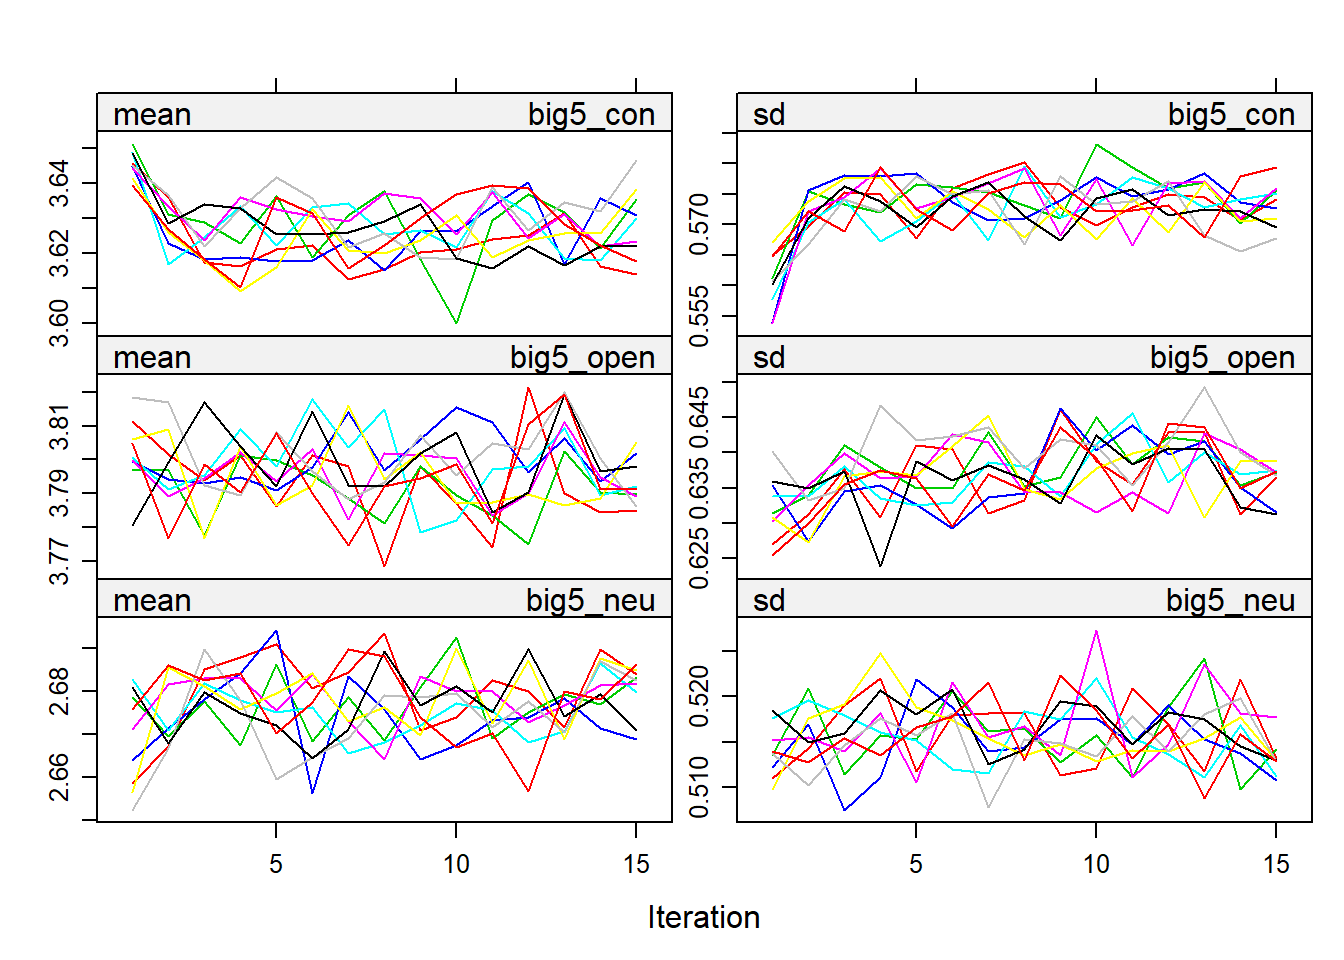 mean big5_con sd big5_con
3.60 3.62 3.64
0.555 0.570
mean big5_open sd big5_open
3.77 3.79 3.81
0.625 0.635 0.645
mean big5_neu sd big5_neu
2.66 2.68
0.510 0.520
5 10 15 5 10 15
Iteration